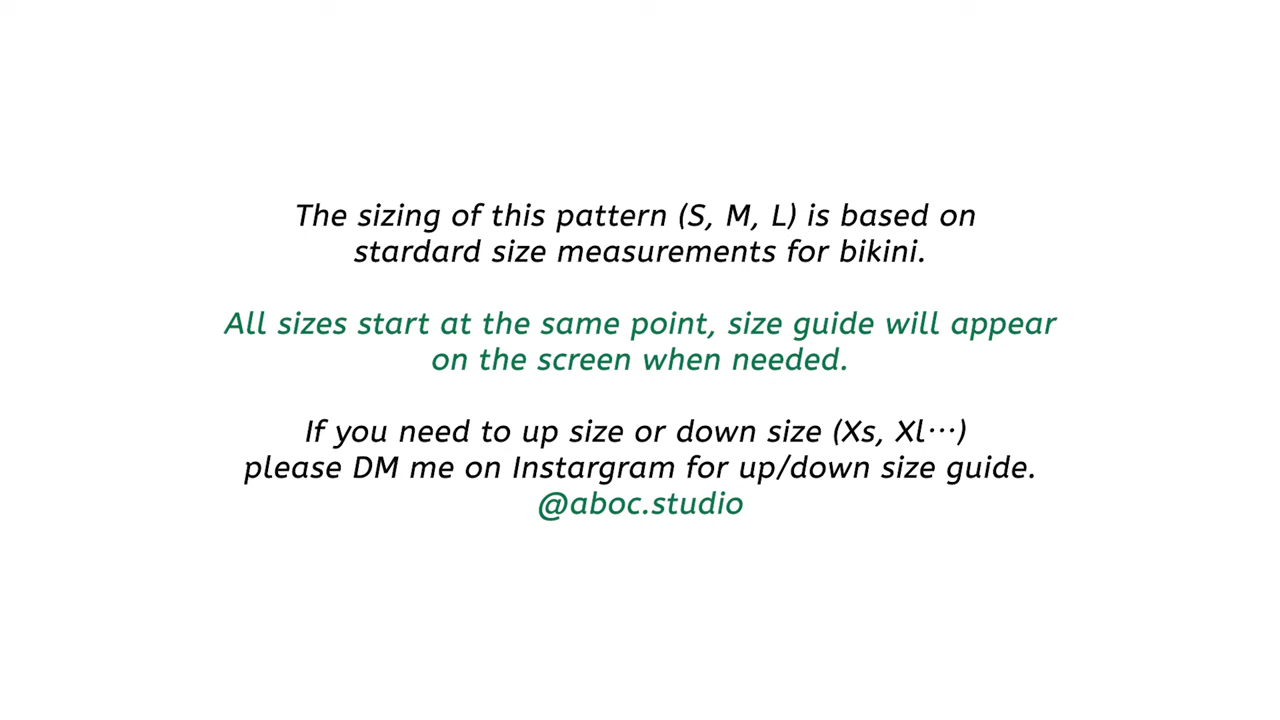 The sizing of this pattern (S, M, L) is based on
stardard size measurements for bikini.
All sizes start at the same point, size guide will appear
on the screen when needed.
If you need to up size or down size (Xs, Xl⋯)
please DM me on Instargram for up/down size guide.
@aboc.studio